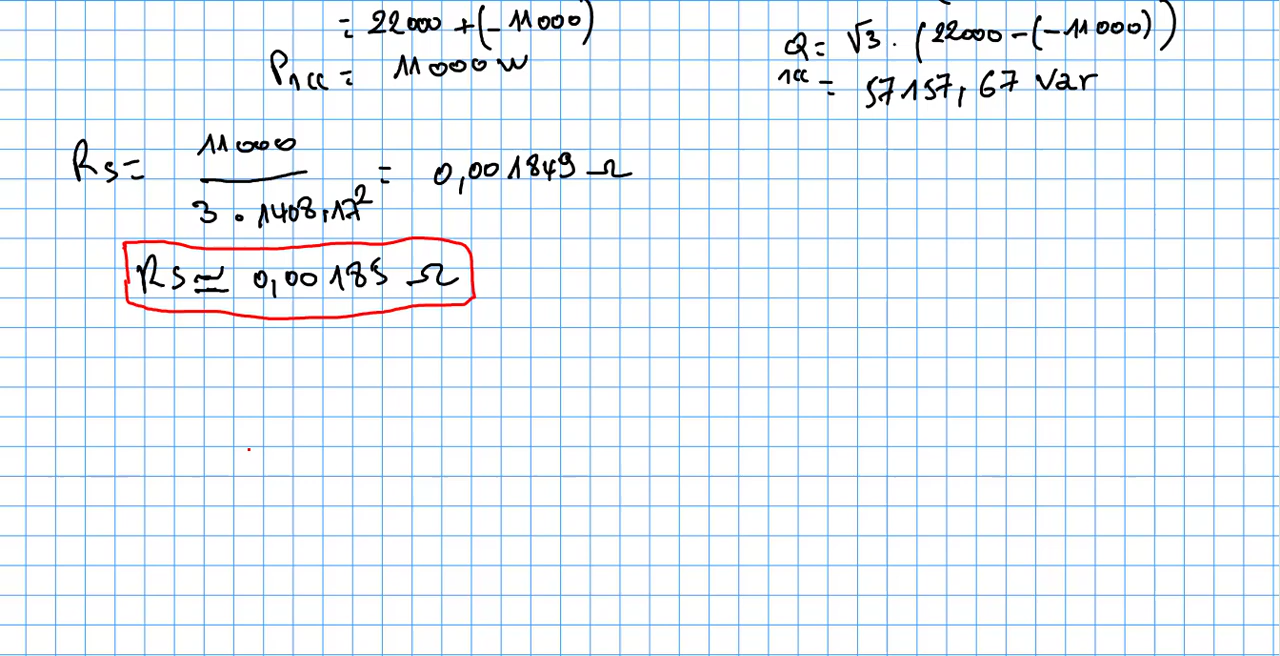 = 22000 + (-11000)
P1cc = 11000 W
Q1cc = √3 . (22000 - (-11000))
= 57157,67 Var
Rs = 11000 / 3 . 1408,17² = 0,001849 Ω
Rs ≃ 0,00185 Ω